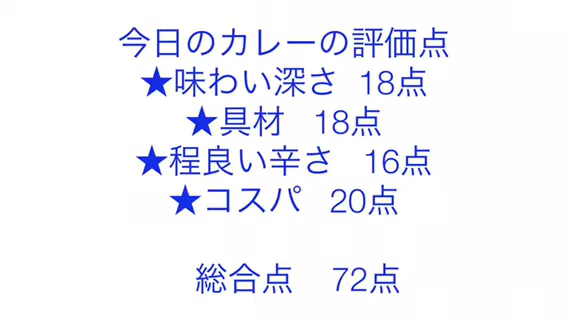 今日のカレーの評価点
★味わい深さ 18点
★具材 18点
★程良い辛さ 16点
★コスパ 20点
総合点 72点